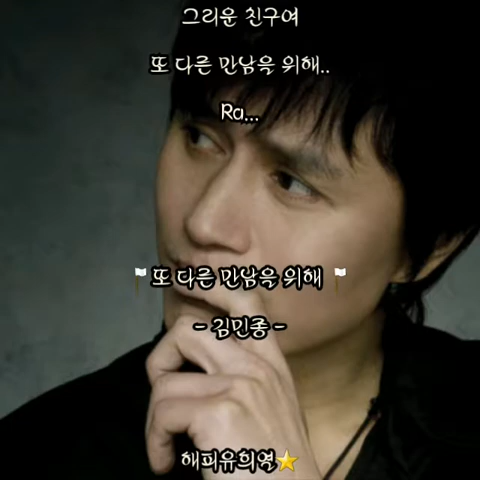 그리운 친구여
또 다른 만남을 위해..
Ra...
또 다른 만남을 위해
- 김민종 -
해피유희열